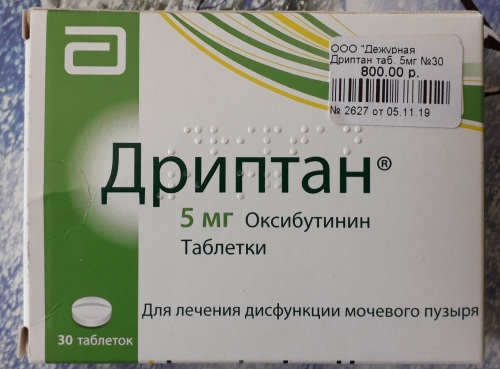 ООО "Дежурная
Дриптан таб. 5мг №30
800.00 р.
№ 2627 от 05.11.19
Дриптан®
5 мг Оксибутинин
Таблетки
Для лечения дисфункции мочевого пузыря
30 таблеток